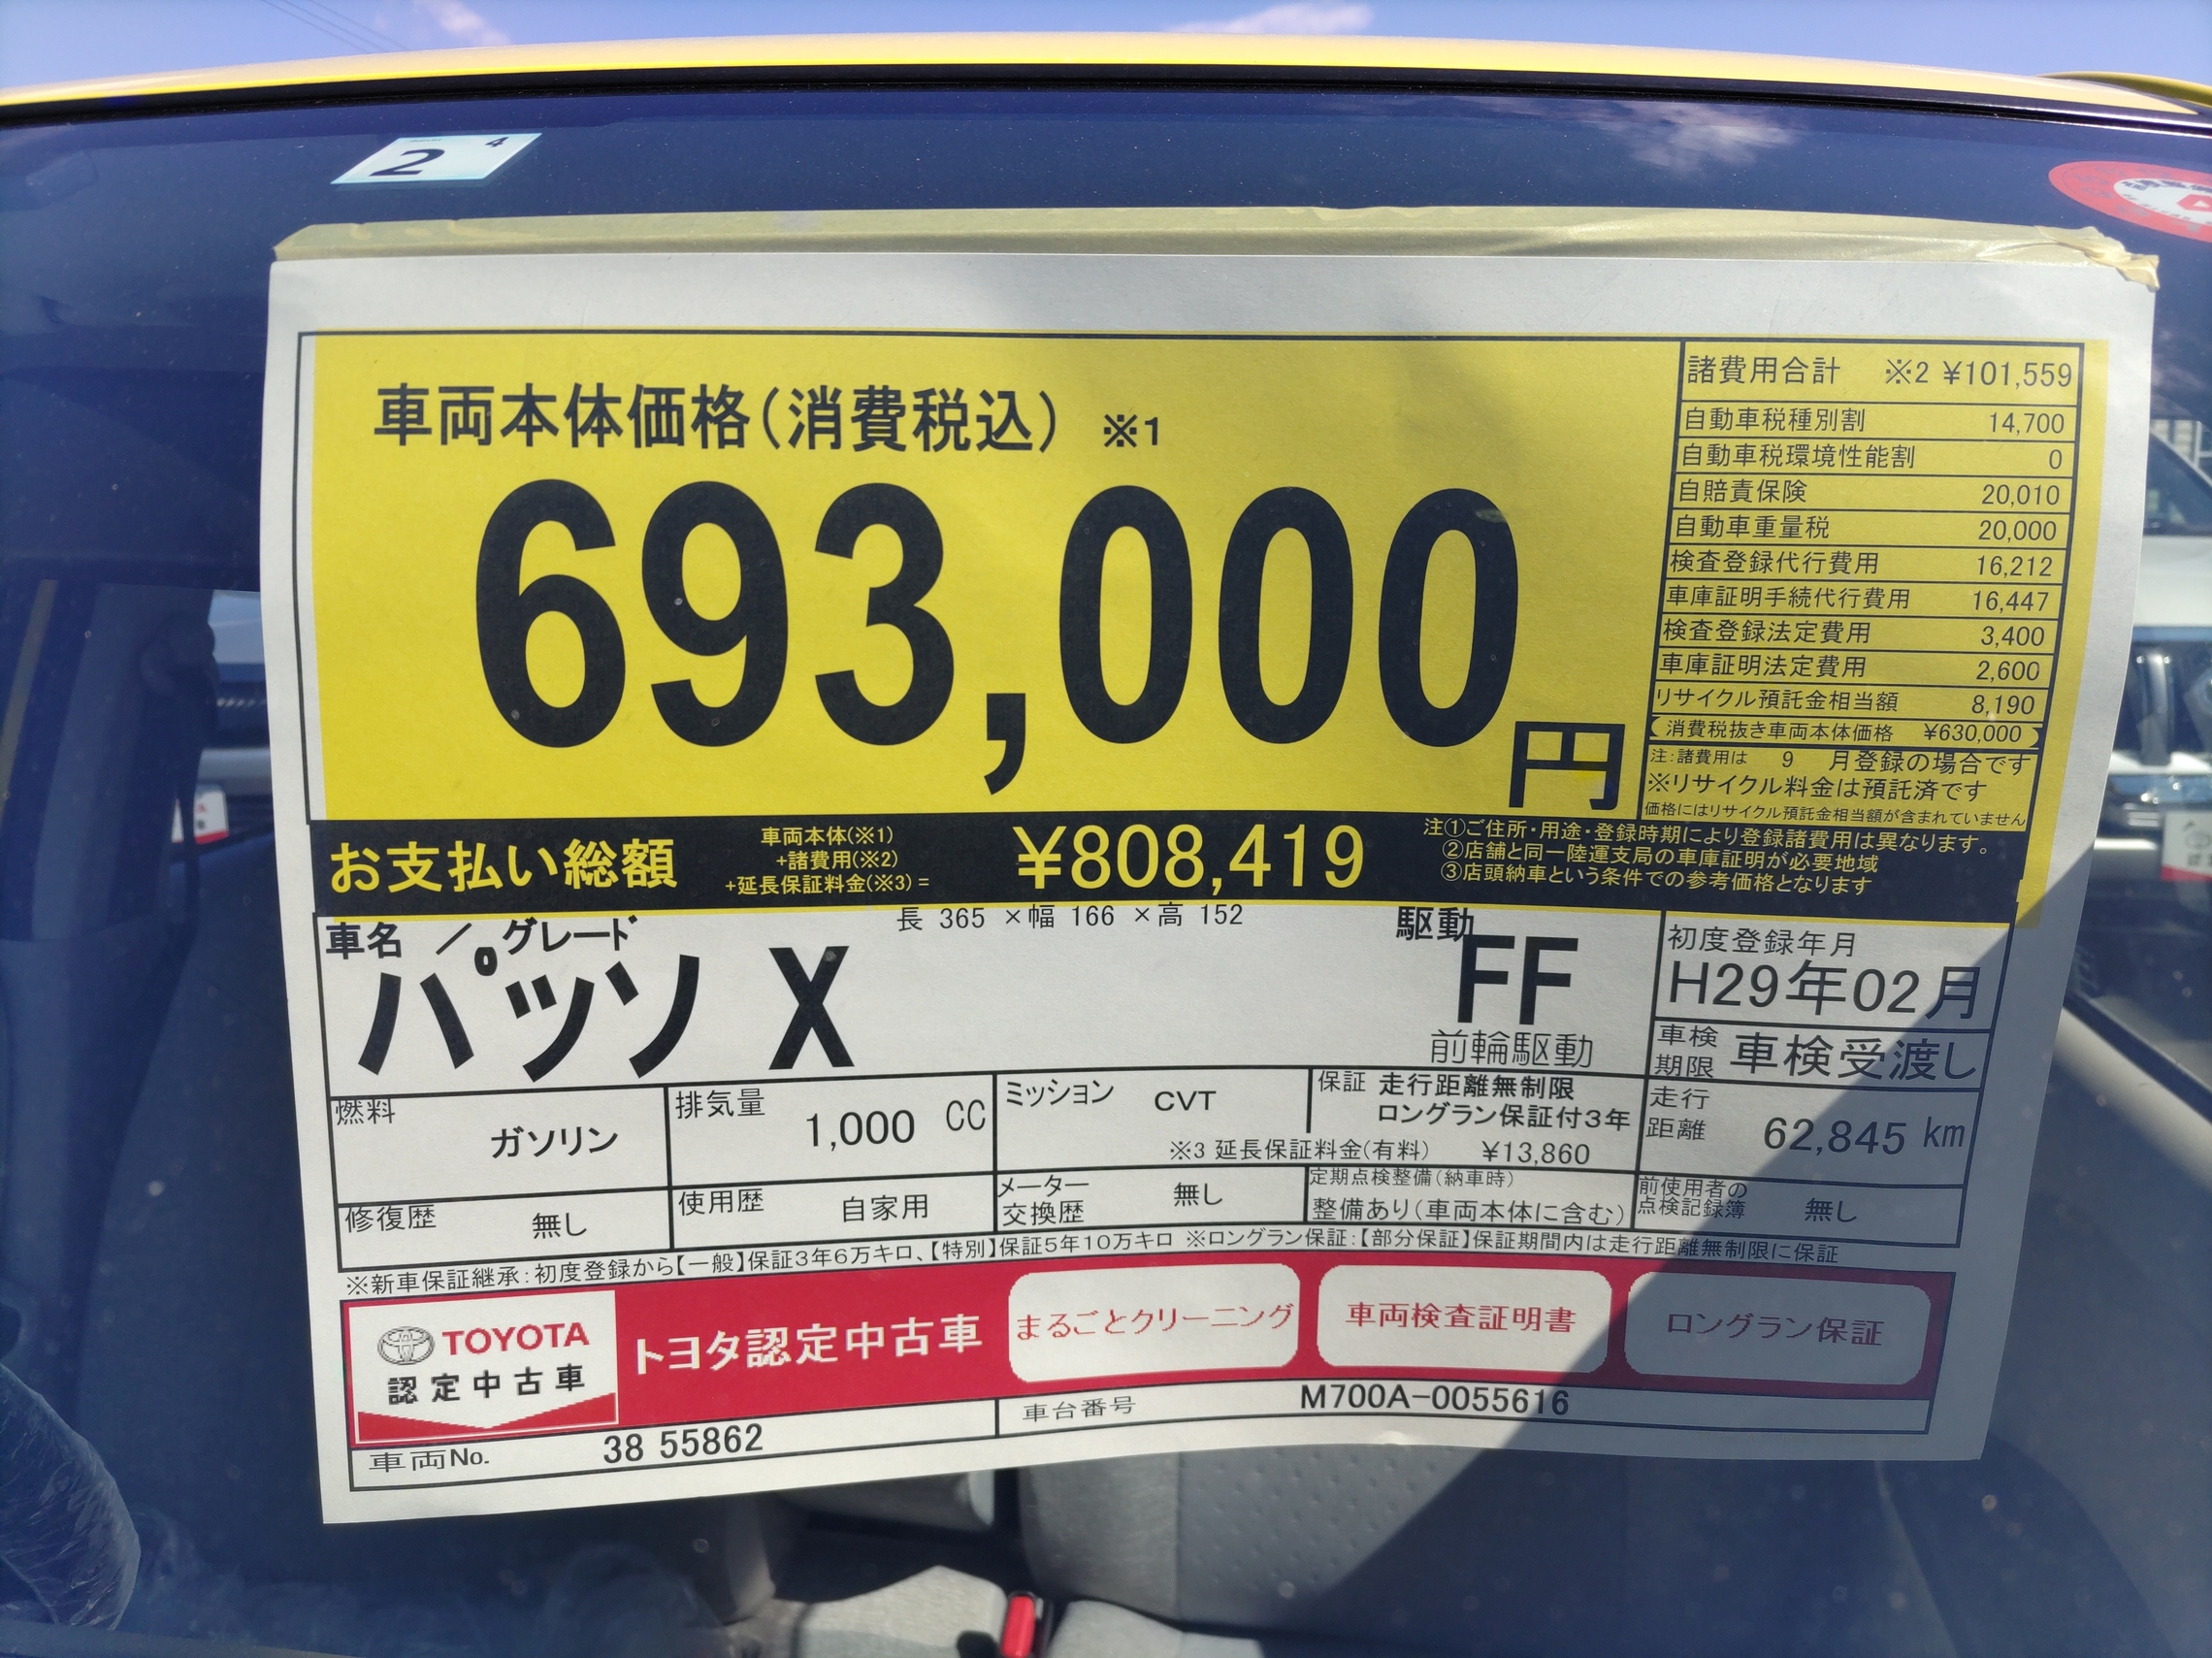 2 4
車両本体価格(消費税込) ※1
693,000円
諸費用合計 ※2 ¥101,559
自動車税種別割 14,700
自動車税環境性能割 0
自賠責保険 20,010
自動車重量税 20,000
検査登録代行費用 16,212
車庫証明手続代行費用 16,447
検査登録法定費用 3,400
車庫証明法定費用 2,600
リサイクル預託金相当額 8,190
【消費税抜き車両本体価格 ¥630,000】
注:諸費用は 9 月登録の場合です
※リサイクル料金は預託済です
価格にはリサイクル預託金相当額が含まれていません
お支払い総額
車両本体(※1)
+諸費用(※2)
+延長保証料金(※3)=
¥808,419
注①ご住所・用途・登録時期により登録諸費用は異なります。
②店舗と同一陸運支局の車庫証明が必要地域
③店頭納車という条件での参考価格となります
車名 / グレード
長 365 ×幅 166 ×高 152
パッソ X
駆動
FF
前輪駆動
初度登録年月
H29年02月
車検期限 車検受渡し
燃料 ガソリン
排気量 1,000 CC
ミッション CVT
保証 走行距離無制限
ロングラン保証付3年
※3 延長保証料金(有料) ¥13,860
走行距離 62,845 km
修復歴 無し
使用歴 自家用
メーター交換歴 無し
定期点検整備(納車時)
整備あり(車両本体に含む)
前使用者の点検記録簿 無し
※新車保証継承:初度登録から【一般】保証3年6万キロ、【特別】保証5年10万キロ ※ロングラン保証:【部分保証】保証期間内は走行距離無制限に保証
TOYOTA
認定中古車
トヨタ認定中古車
まるごとクリーニング
車両検査証明書
ロングラン保証
車両No. 38 55862
車台番号 M700A-0055616